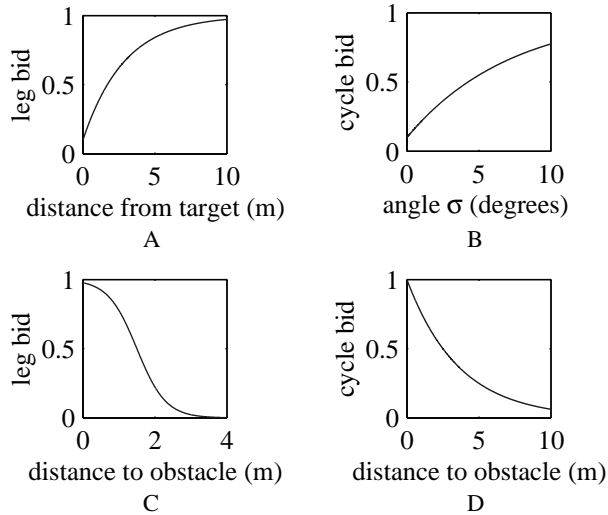 1
0.5
0
leg bid
0 5 10
distance from target (m)
A
1
0.5
0
cycle bid
0 5 10
angle σ (degrees)
B
1
0.5
0
leg bid
0 2 4
distance to obstacle (m)
C
1
0.5
0
cycle bid
0 5 10
distance to obstacle (m)
D